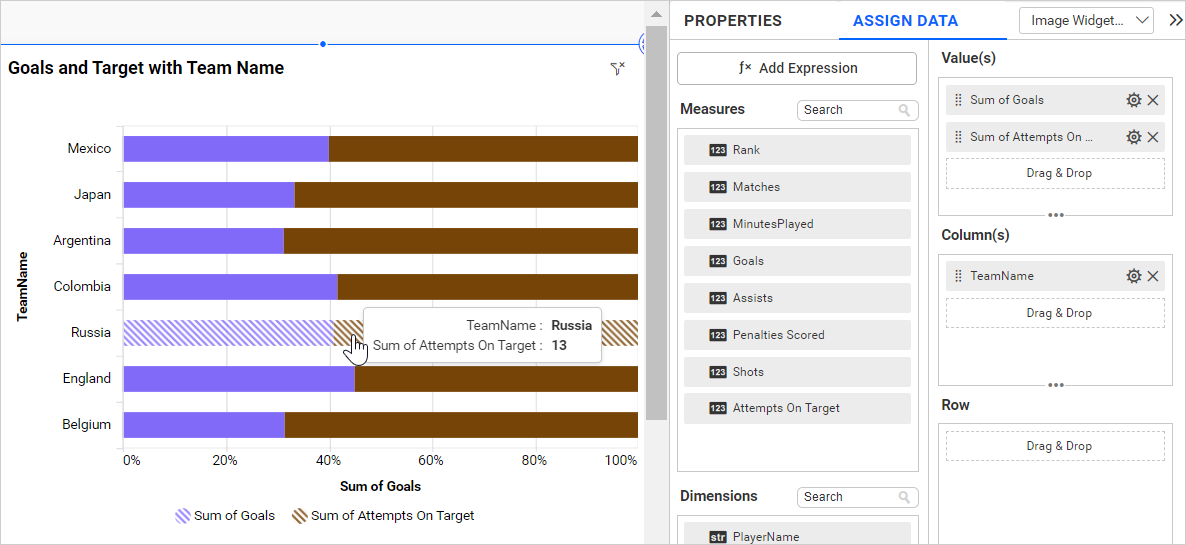 Goals and Target with Team Name
TeamName
Mexico
Japan
Argentina
Colombia
Russia
England
Belgium
TeamName : Russia
Sum of Attempts On Target : 13
0% 20% 40% 60% 80% 100%
Sum of Goals
Sum of Goals Sum of Attempts On Target
PROPERTIES ASSIGN DATA Image Widget...
ƒx Add Expression
Measures Search
123 Rank
123 Matches
123 MinutesPlayed
123 Goals
123 Assists
123 Penalties Scored
123 Shots
123 Attempts On Target
Dimensions Search
str PlayerName
Value(s)
Sum of Goals
Sum of Attempts On ...
Drag & Drop
Column(s)
TeamName
Drag & Drop
Row
Drag & Drop